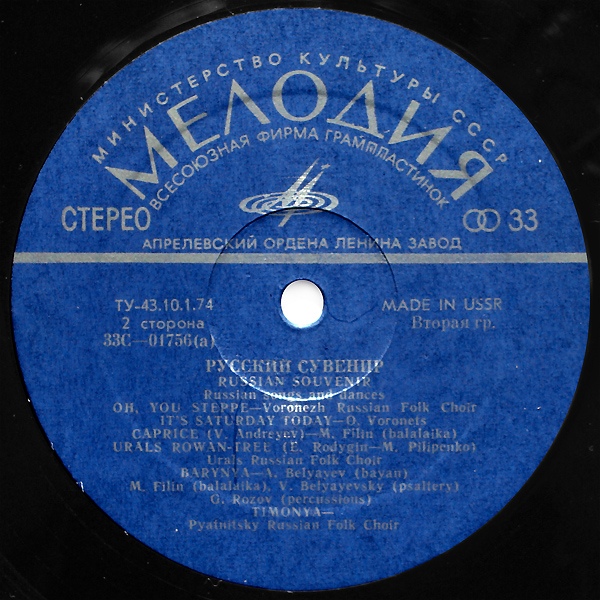 МИНИСТЕРСТВО КУЛЬТУРЫ СССР
МЕЛОДИЯ
ВСЕСОЮЗНАЯ ФИРМА ГРАМПЛАСТИНОК
СТЕРЕО 33
АПРЕЛЕВСКИЙ ОРДЕНА ЛЕНИНА ЗАВОД
ТУ-43.10.1.74 MADE IN USSR
2 сторона Вторая гр.
33С—01756(а)
РУССКИЙ СУВЕНИР
RUSSIAN SOUVENIR
Russian songs and dances
OH, YOU STEPPE—Voronezh Russian Folk Choir
IT'S SATURDAY TODAY—O. Voronets
CAPRICE (V. Andreyev)—M. Filin (balalaika)
URALS ROWAN-TREE (E. Rodygin—M. Pilipenko)
Urals Russian Folk Choir
BARYNYA—A. Belyayev (bayan)
M. Filin (balalaika), V. Belyayevsky (psaltery)
G. Rozov (percussions)
TIMONYA—
Pyatnitsky Russian Folk Choir